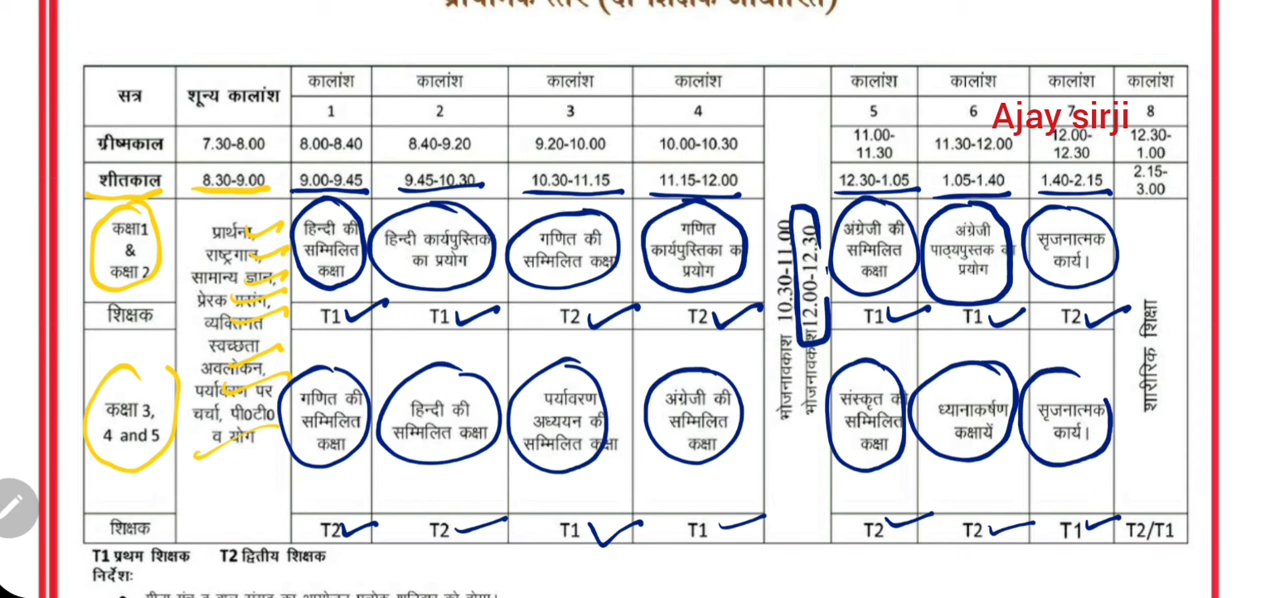 प्राथमिक स्तर (दो शिक्षक आधारित)
सत्र शून्य कालांश कालांश 1 कालांश 2 कालांश 3 कालांश 4 कालांश 5 कालांश 6 कालांश 7 कालांश 8
Ajay sirji
ग्रीष्मकाल 7.30-8.00 8.00-8.40 8.40-9.20 9.20-10.00 10.00-10.30 11.00-11.30 11.30-12.00 12.00-12.30 12.30-1.00
शीतकाल 8.30-9.00 9.00-9.45 9.45-10.30 10.30-11.15 11.15-12.00 12.30-1.05 1.05-1.40 1.40-2.15 2.15-3.00
कक्षा1
&
कक्षा 2
प्रार्थना,
राष्ट्रगान,
सामान्य ज्ञान,
प्रेरक प्रसंग,
व्यक्तिगत
स्वच्छता
अवलोकन,
पर्यावरण पर
चर्चा, पी0टी0
व योग
हिन्दी की
सम्मिलित
कक्षा
हिन्दी कार्यपुस्तिका
का प्रयोग
गणित की
सम्मिलित कक्षा
गणित
कार्यपुस्तिका का
प्रयोग
भोजनावकाश 10.30-11.00
भोजनावकाश12.00-12.30
अंग्रेजी की
सम्मिलित
कक्षा
अंग्रेजी
पाठ्यपुस्तक का
प्रयोग
सृजनात्मक
कार्य।
शारीरिक शिक्षा
शिक्षक T1 T1 T2 T2 T1 T1 T2
कक्षा 3,
4 and 5
गणित की
सम्मिलित
कक्षा
हिन्दी की
सम्मिलित कक्षा
पर्यावरण
अध्ययन की
सम्मिलित कक्षा
अंग्रेजी की
सम्मिलित
कक्षा
संस्कृत की
सम्मिलित
कक्षा
ध्यानाकर्षण
कक्षायें
सृजनात्मक
कार्य।
शिक्षक T2 T2 T1 T1 T2 T2 T1 T2/T1
T1 प्रथम शिक्षक T2 द्वितीय शिक्षक
निर्देशः